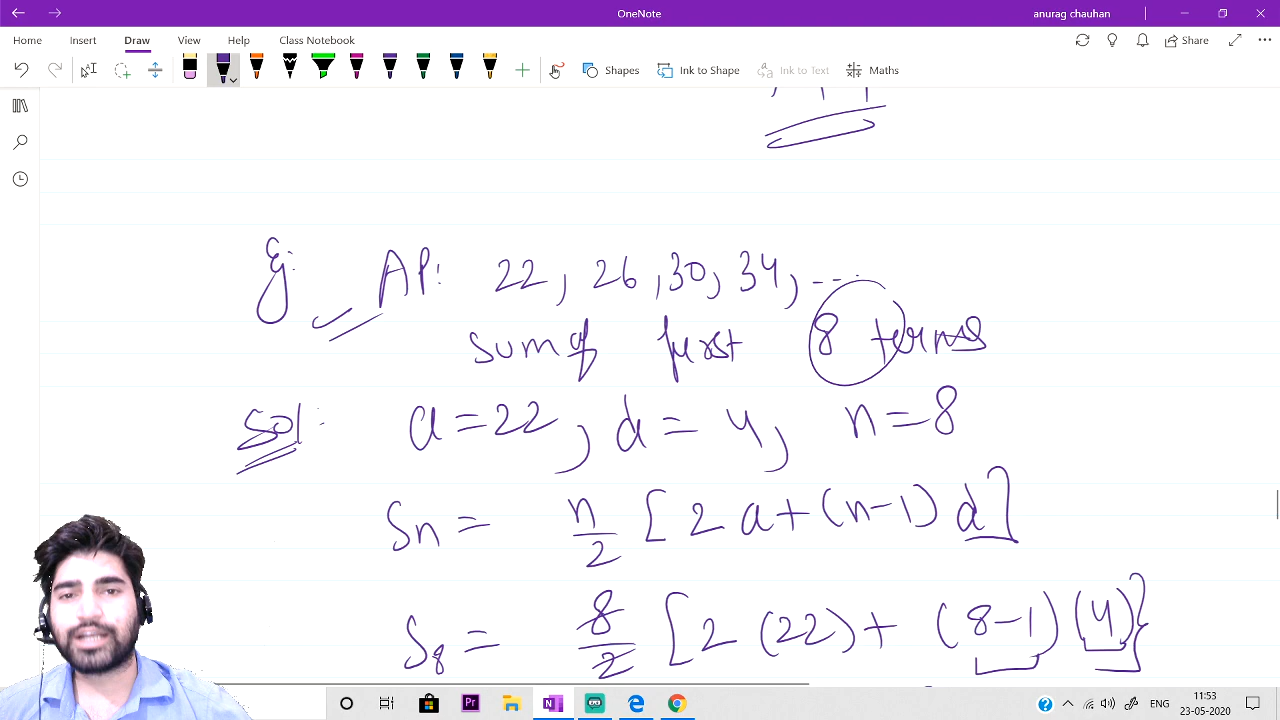 OneNote
anurag chauhan
Home Insert Draw View Help Class Notebook
Share
Shapes Ink to Shape Ink to Text Maths
Eg: AP: 22, 26, 30, 34, ...
sum of first 8 terms
Sol: a = 22, d = 4, n = 8
Sn = n/2 [2a + (n-1) d]
S8 = 8/2 [2 (22) + (8-1) (4)}
Pr
ENG
11:53
23-05-2020